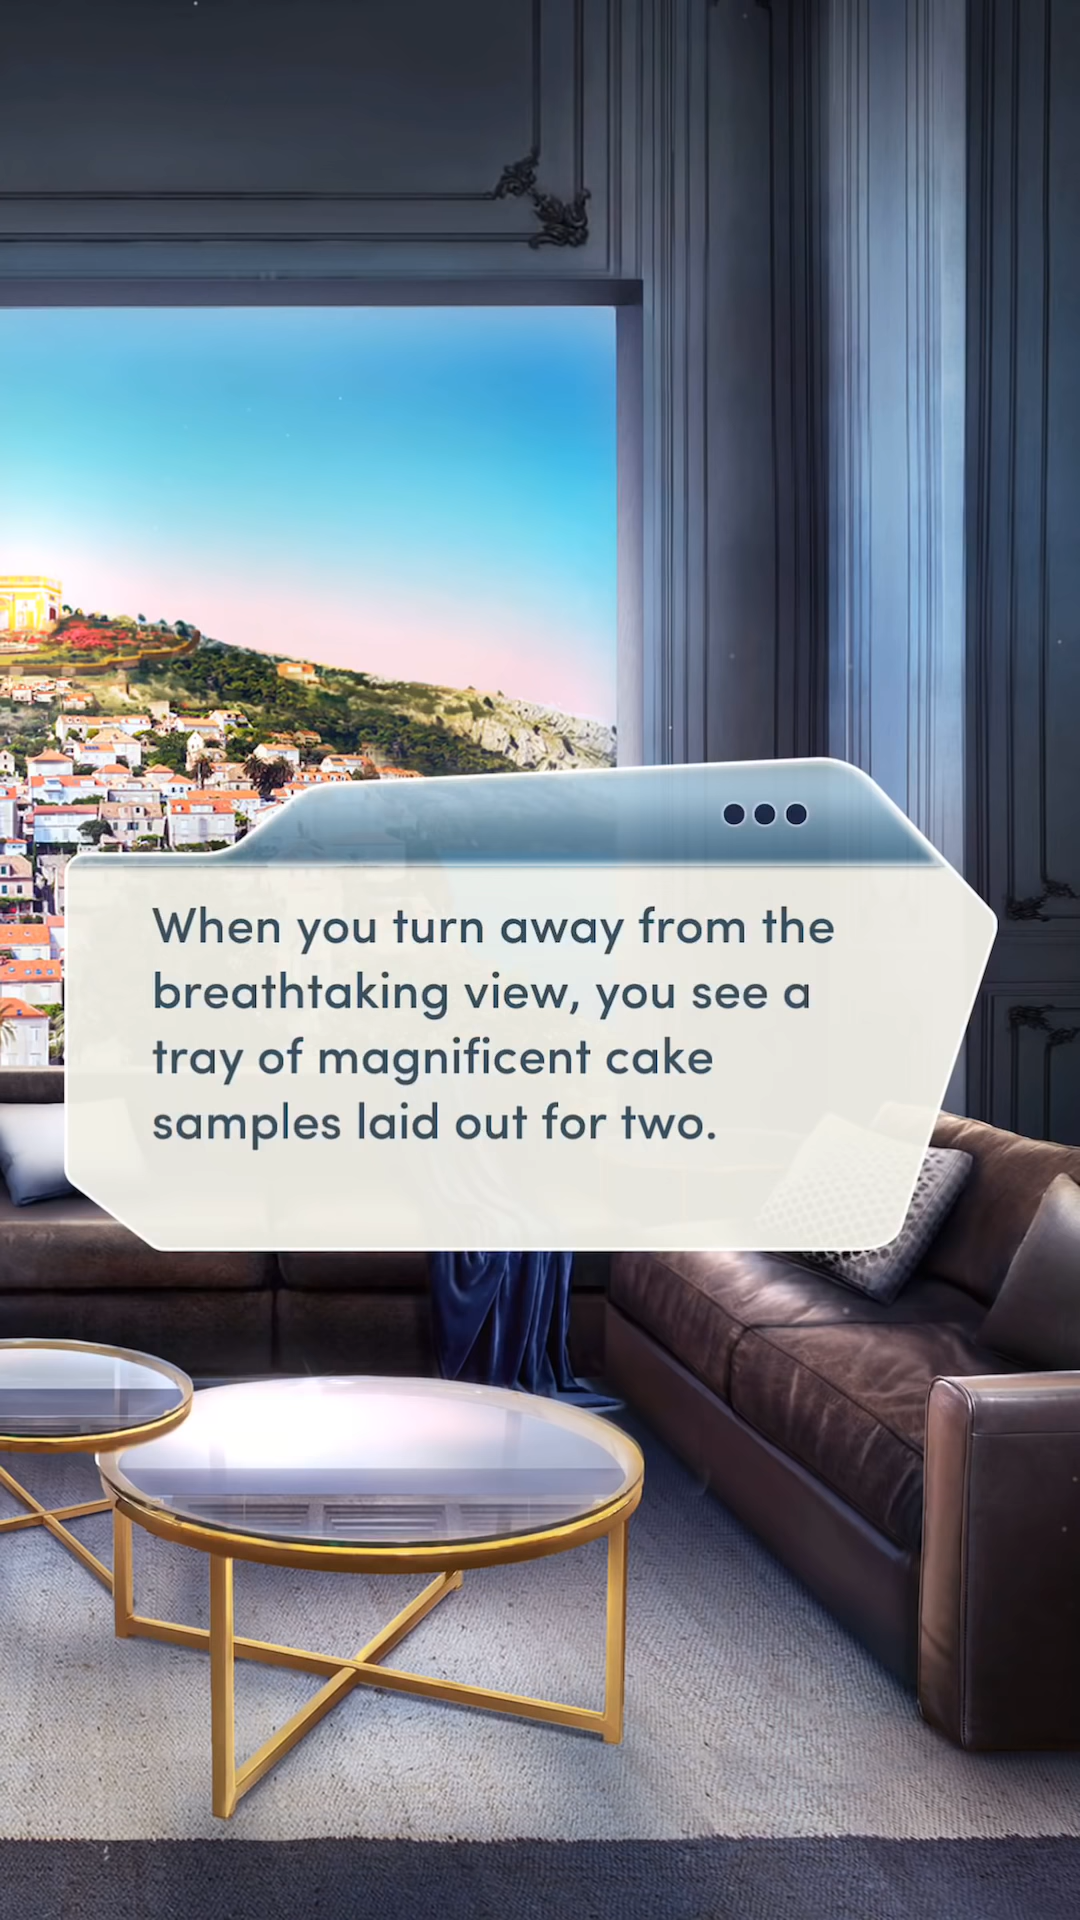 When you turn away from the
breathtaking view, you see a
tray of magnificent cake
samples laid out for two.